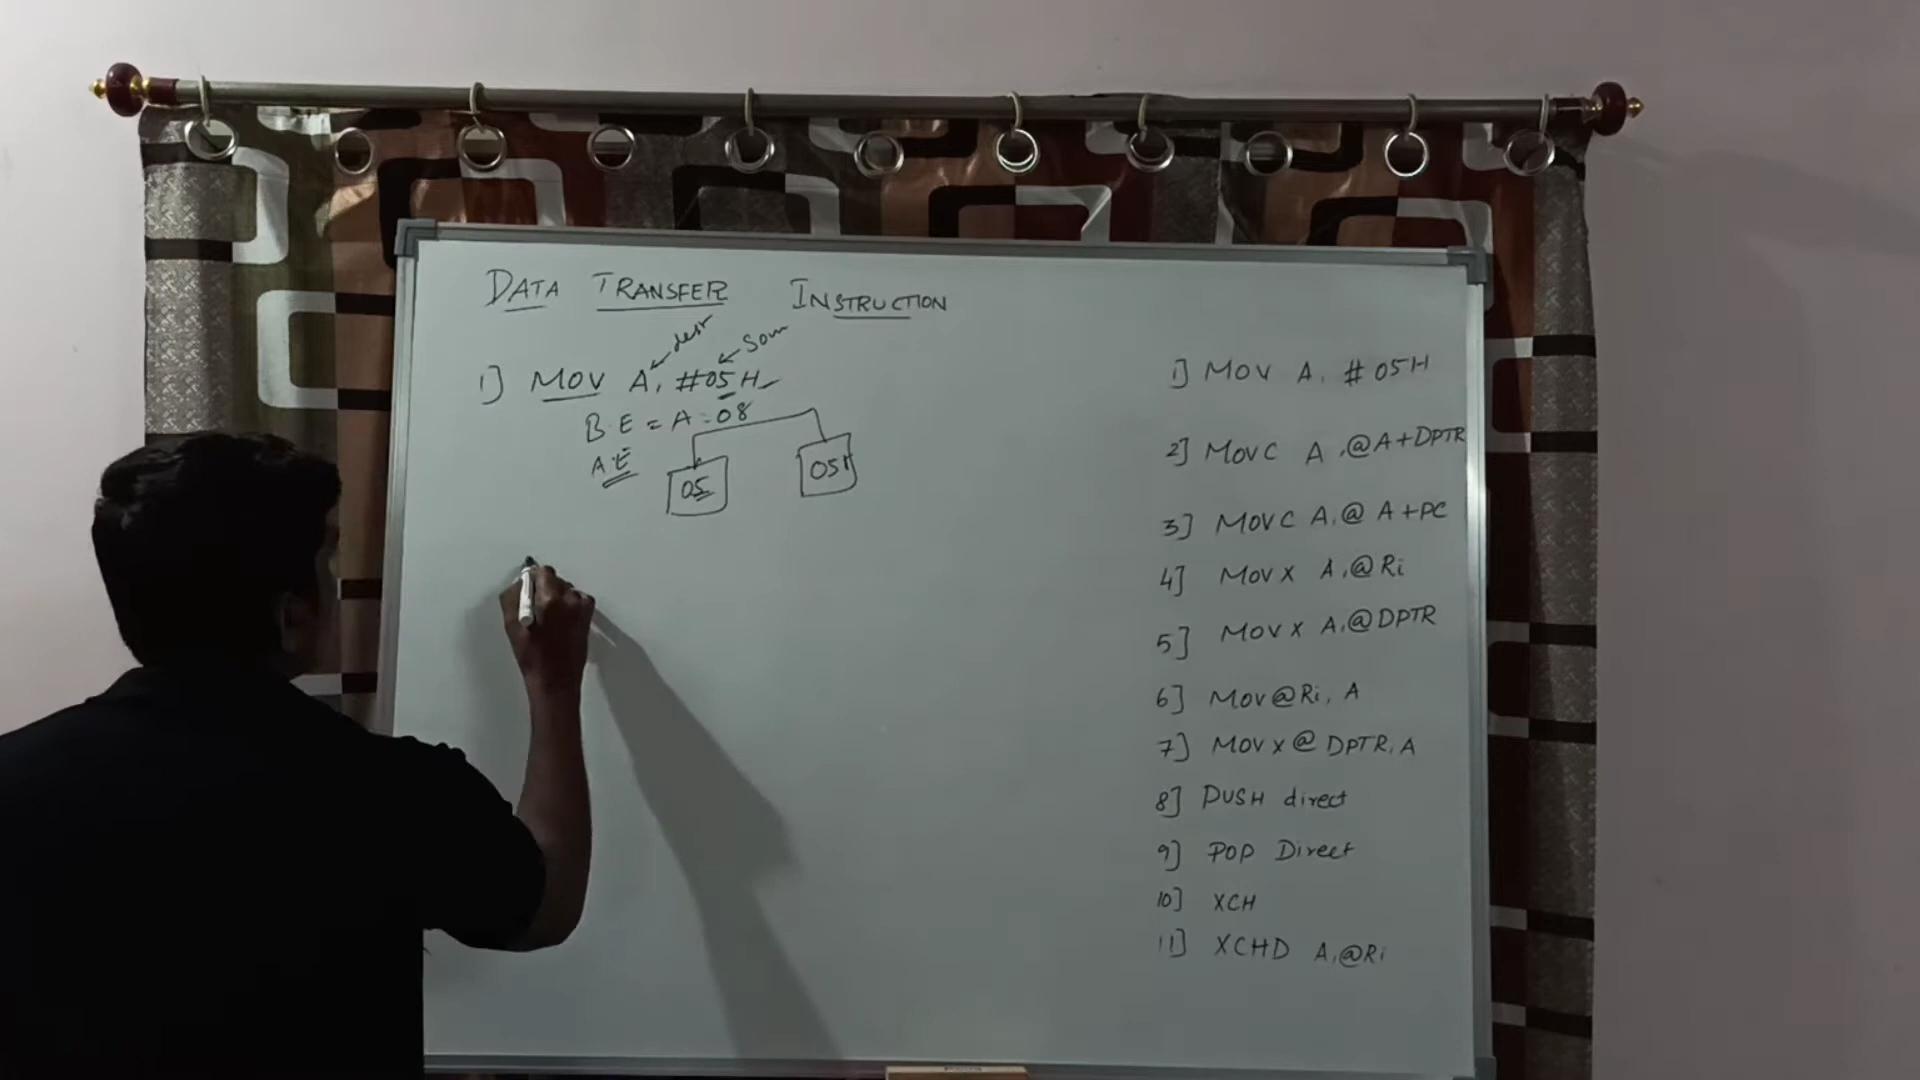 DATA TRANSFER INSTRUCTION
dest
Sour
1] MOV A, #05H
B.E = A = 08
A.E
05
05H
1] MOV A, #05H
2] MOVC A,@A+DPTR
3] MOVC A,@ A+PC
4] MOVX A,@Ri
5] MOVX A,@DPTR
6] MOV@Ri, A
7] MOVX@DPTR,A
8] PUSH direct
9] POP Direct
10] XCH
11] XCHD A,@Ri